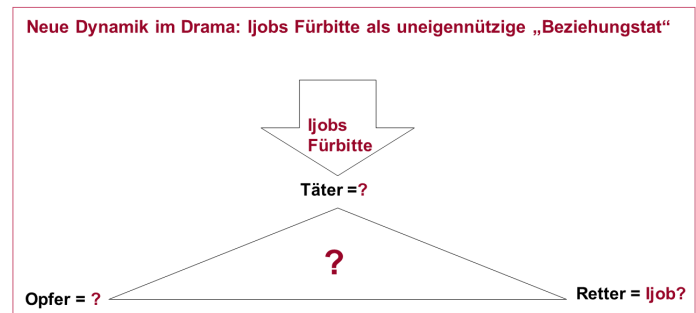 Neue Dynamik im Drama: Ijobs Fürbitte als uneigennützige „Beziehungstat“
Ijobs
Fürbitte
Täter =?
?
Opfer = ?
Retter = Ijob?